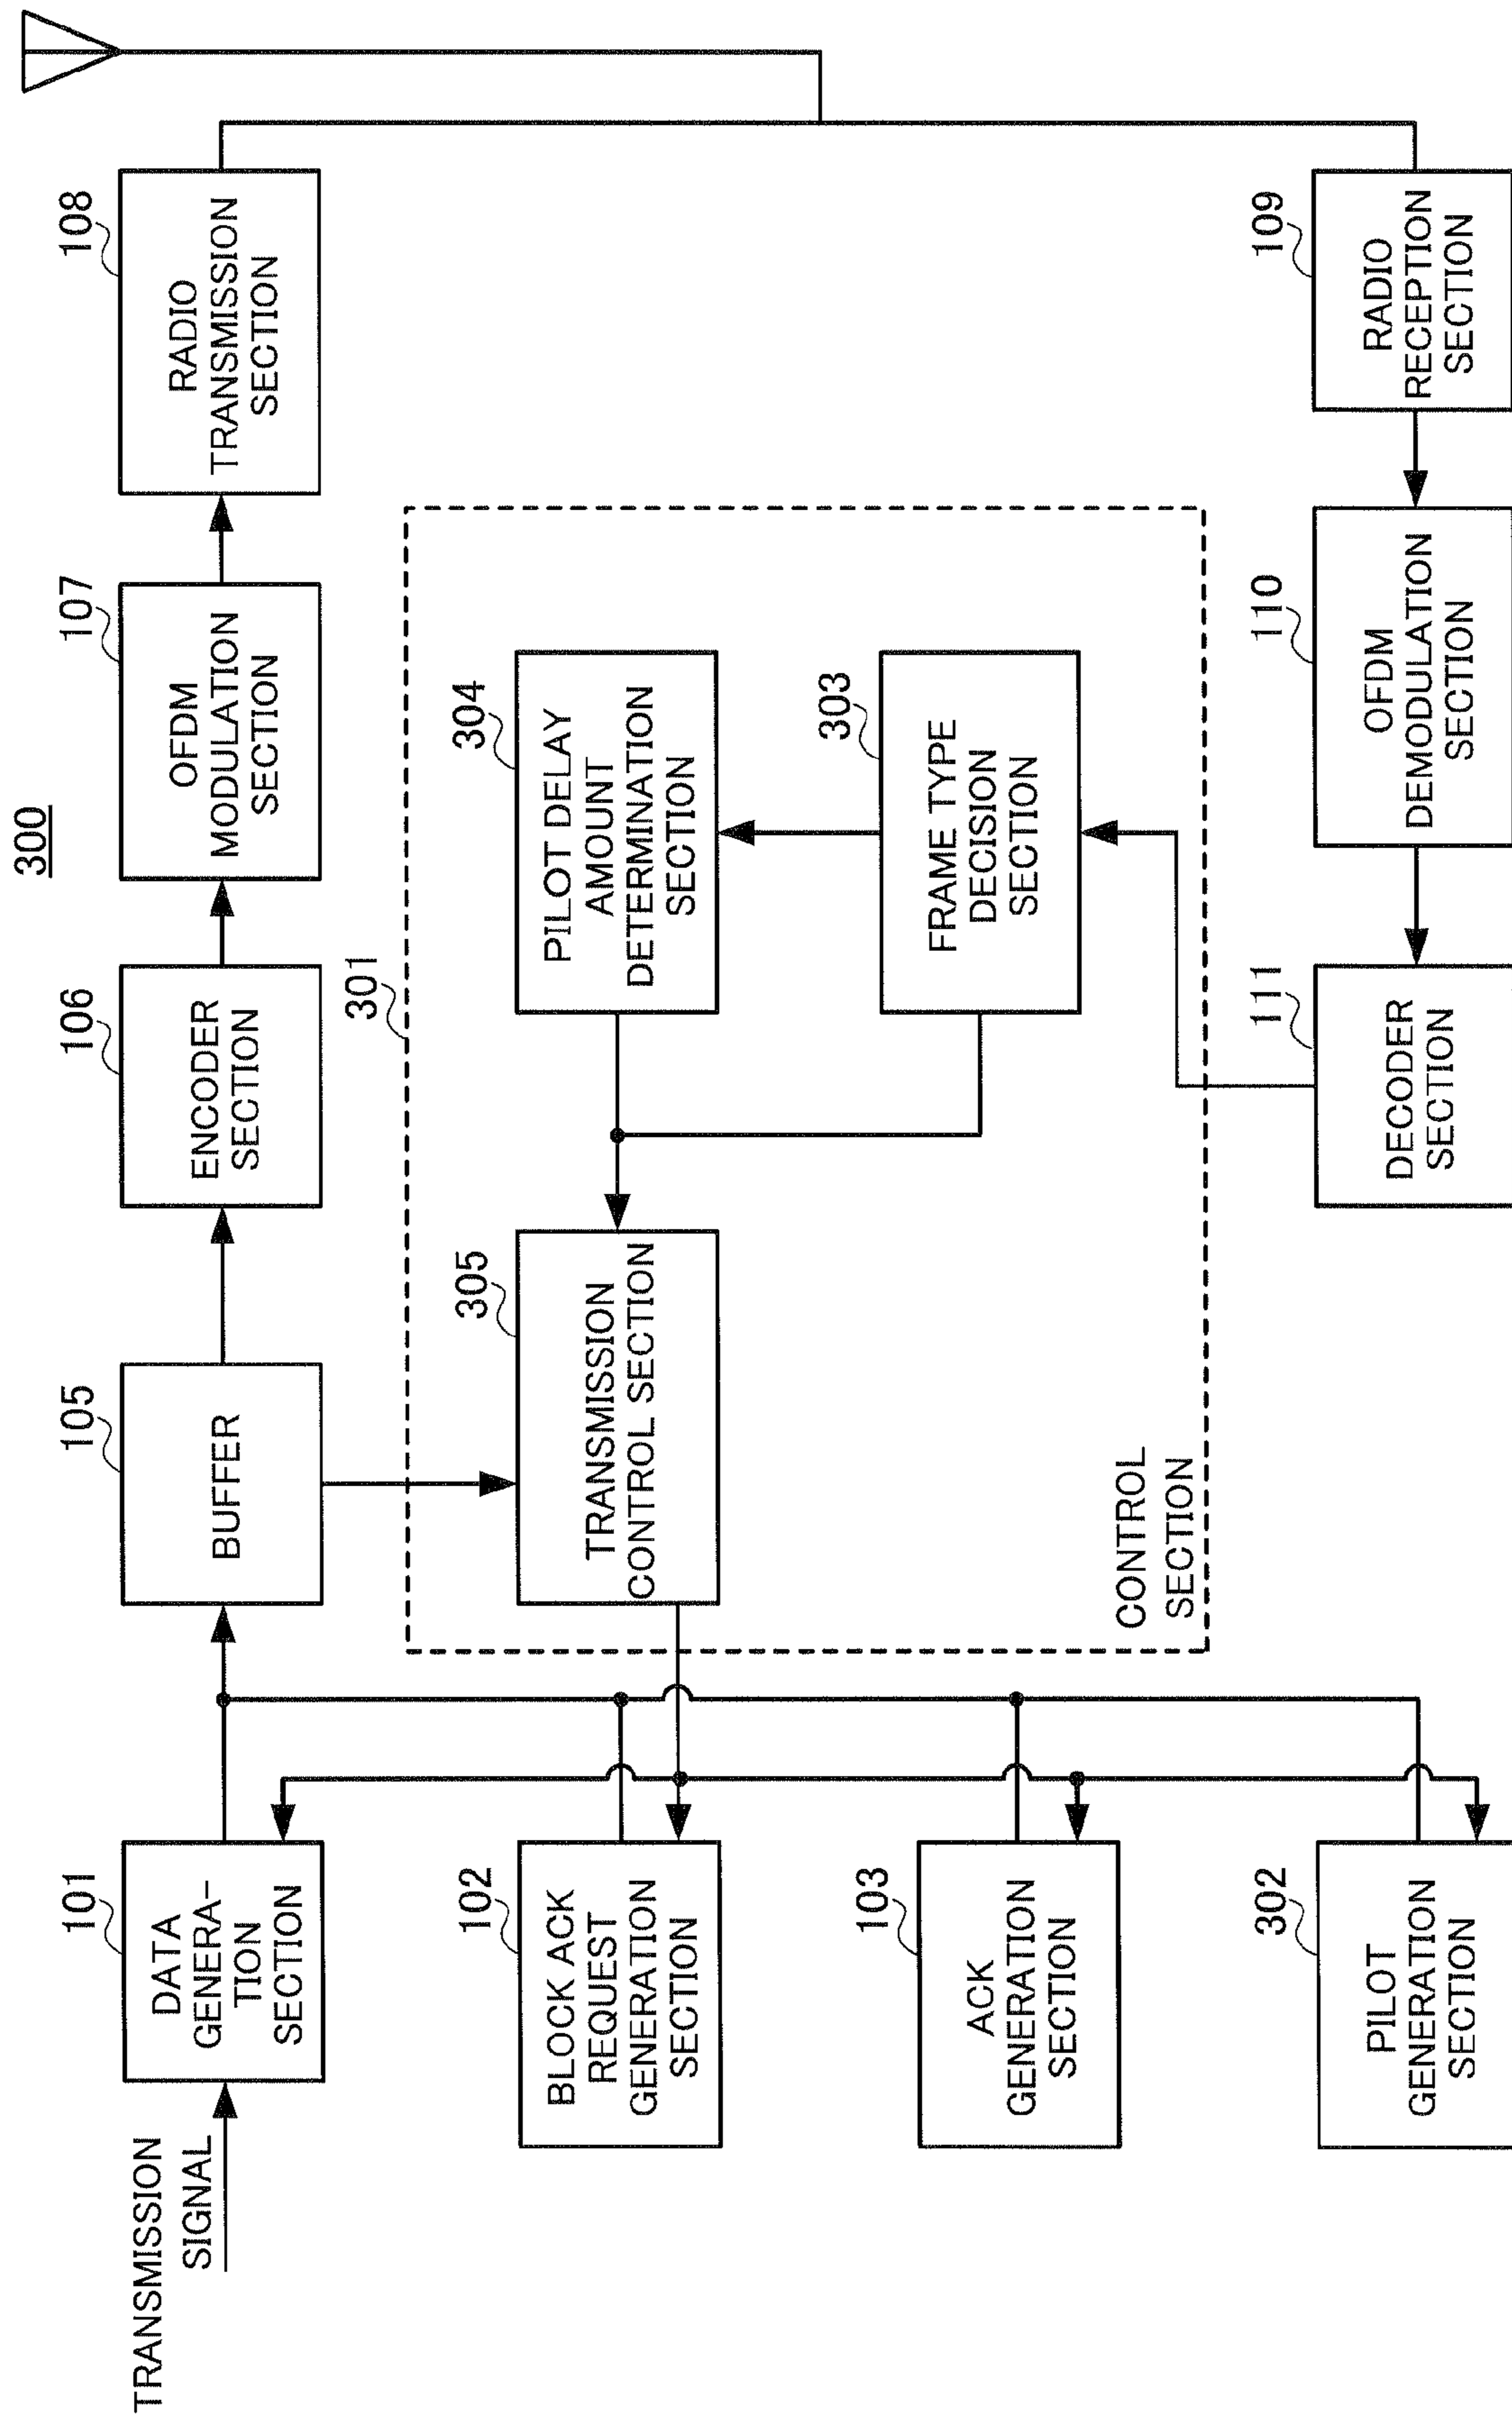 300
TRANSMISSION
SIGNAL
101
DATA
GENERA-
TION
SECTION
105
BUFFER
106
ENCODER
SECTION
107
OFDM
MODULATION
SECTION
108
RADIO
TRANSMISSION
SECTION
102
BLOCK ACK
REQUEST
GENERATION
SECTION
301
305
TRANSMISSION
CONTROL SECTION
304
PILOT DELAY
AMOUNT
DETERMINATION
SECTION
103
ACK
GENERATION
SECTION
303
FRAME TYPE
DECISION
SECTION
CONTROL
SECTION
302
PILOT
GENERATION
SECTION
111
DECODER
SECTION
110
OFDM
DEMODULATION
SECTION
109
RADIO
RECEPTION
SECTION